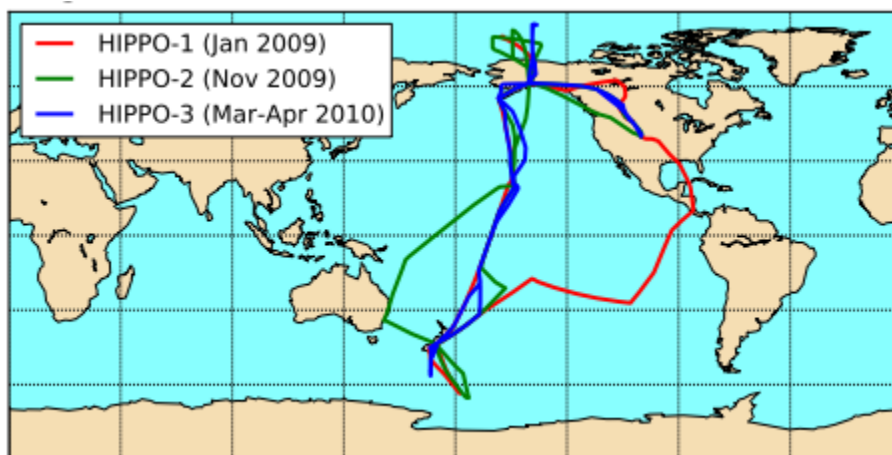 HIPPO-1 (Jan 2009)
HIPPO-2 (Nov 2009)
HIPPO-3 (Mar-Apr 2010)